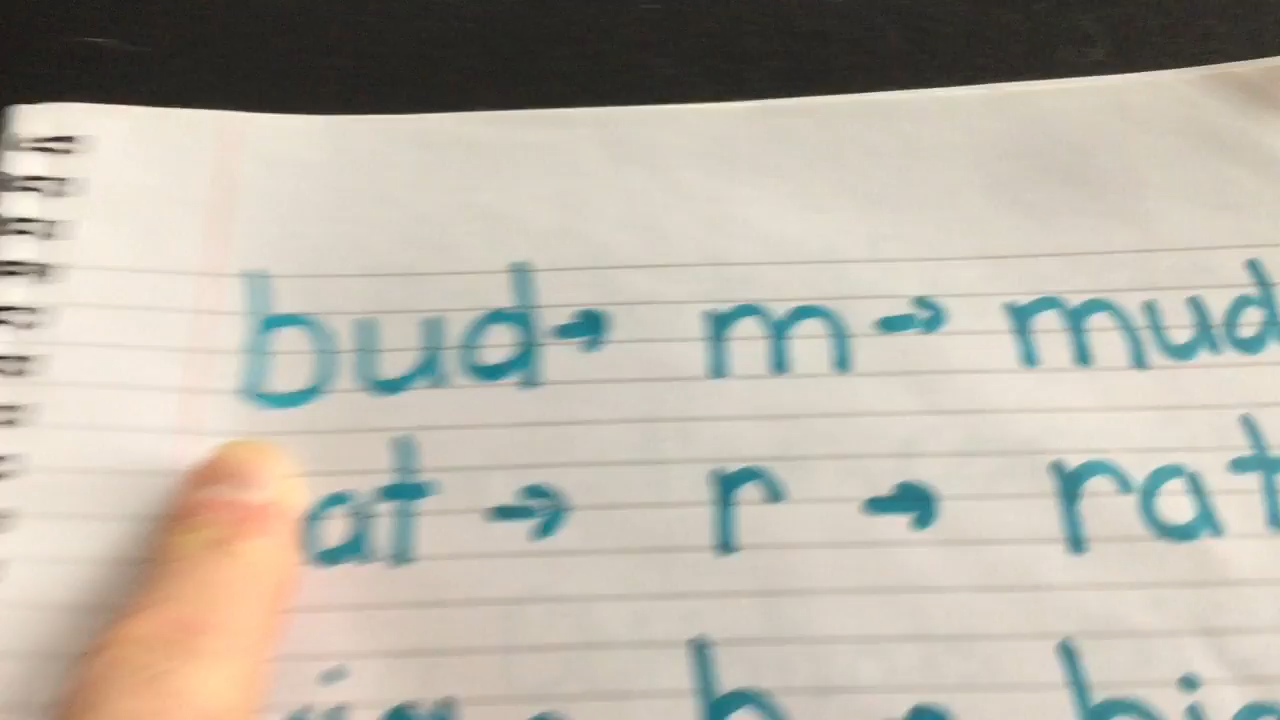 bud → m → mud
at → r → rat